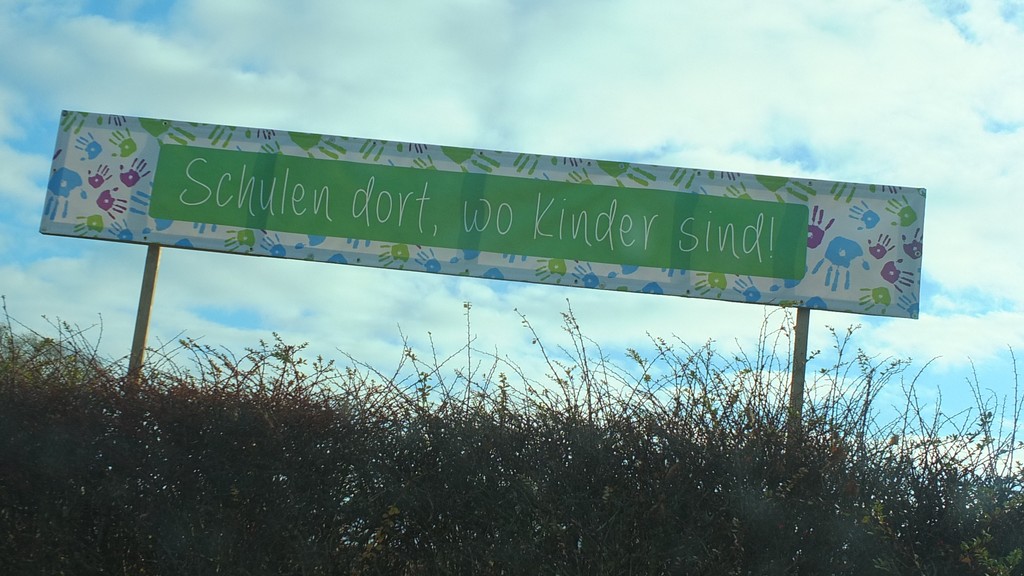 Schulen dort, wo Kinder sind!